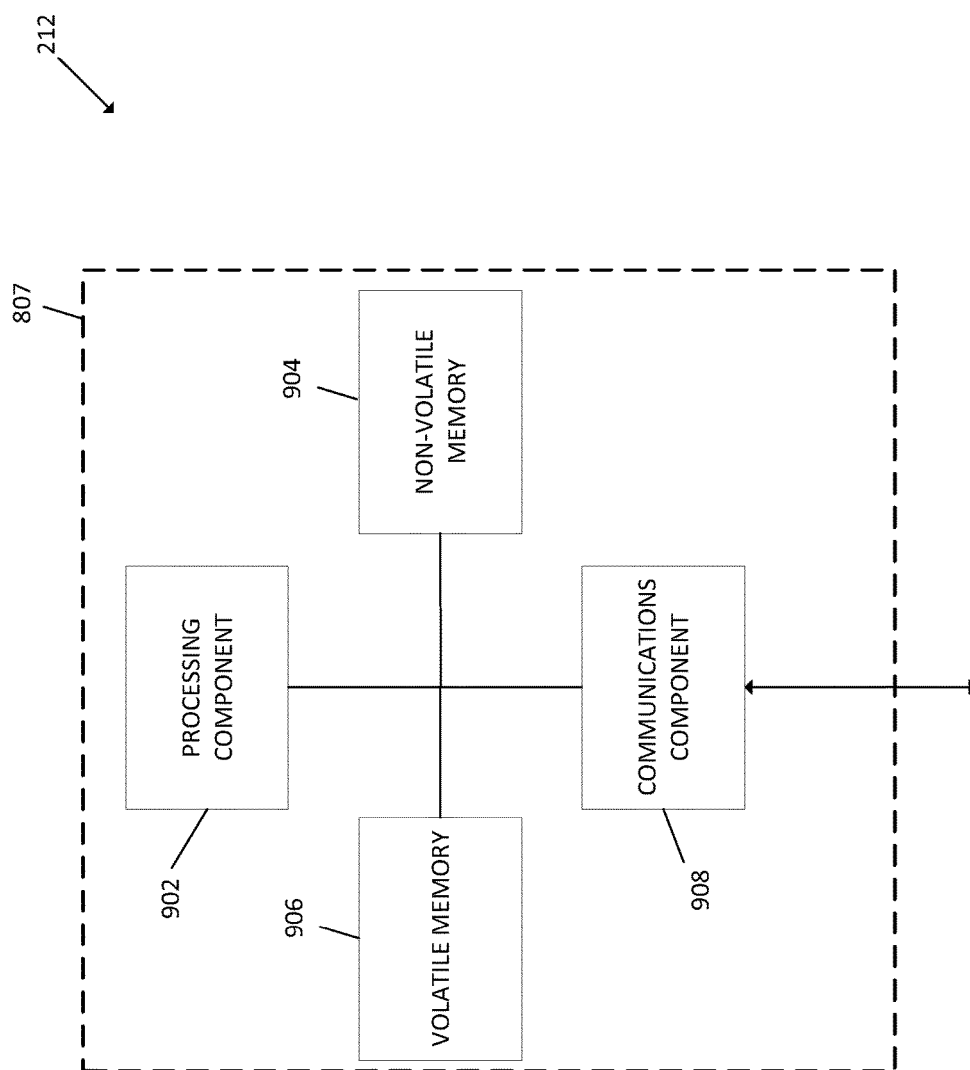 212
807
PROCESSING
COMPONENT
902
NON-VOLATILE
MEMORY
904
VOLATILE MEMORY
906
COMMUNICATIONS
COMPONENT
908